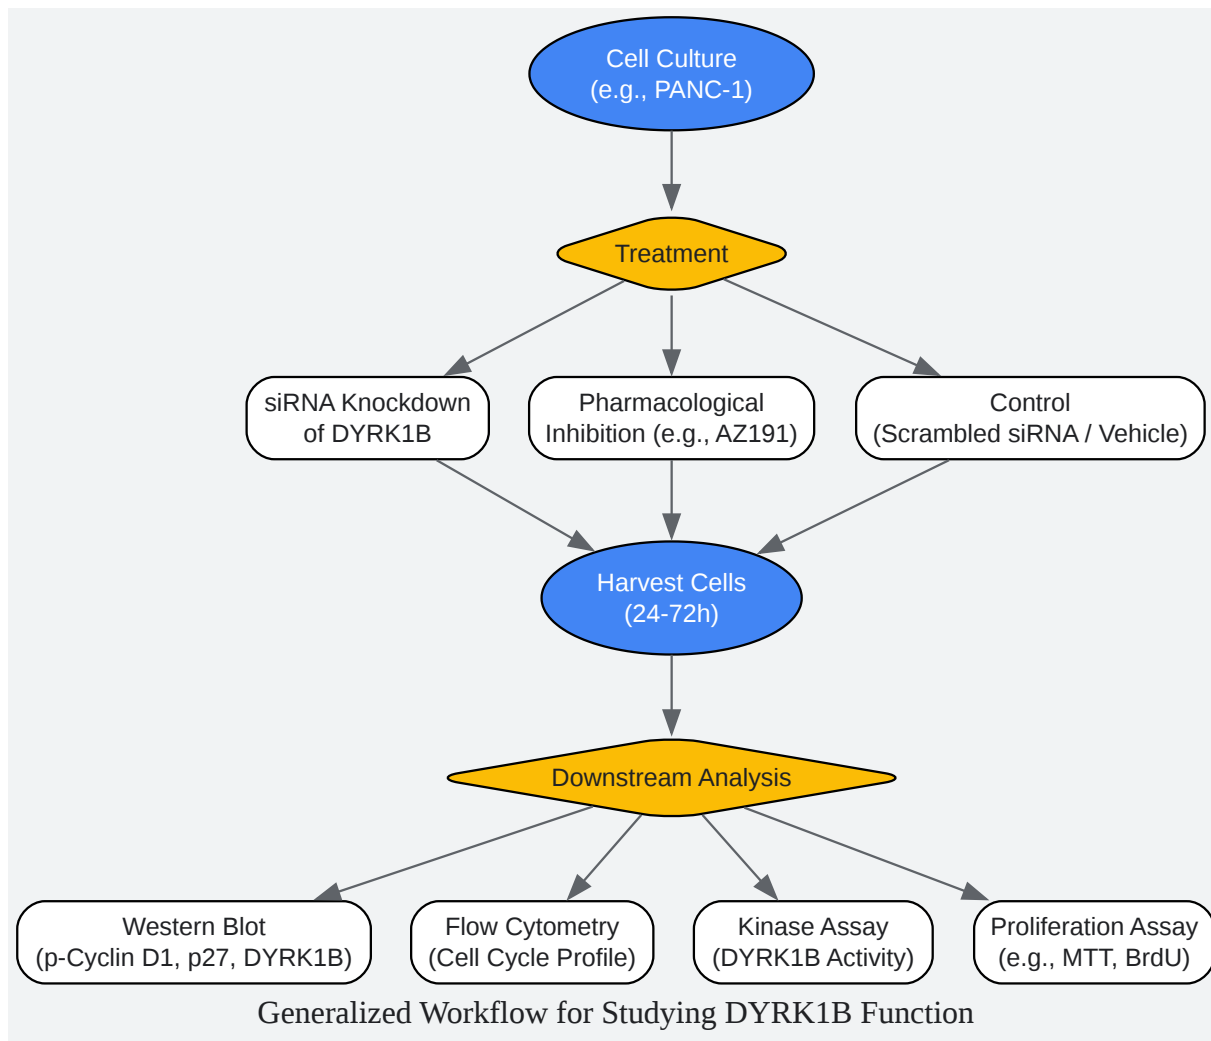 Cell Culture
(e.g., PANC-1)
Treatment
siRNA Knockdown
of DYRK1B
Pharmacological
Inhibition (e.g., AZ191)
Control
(Scrambled siRNA / Vehicle)
Harvest Cells
(24-72h)
Downstream Analysis
Western Blot
(p-Cyclin D1, p27, DYRK1B)
Flow Cytometry
(Cell Cycle Profile)
Kinase Assay
(DYRK1B Activity)
Proliferation Assay
(e.g., MTT, BrdU)
Generalized Workflow for Studying DYRK1B Function